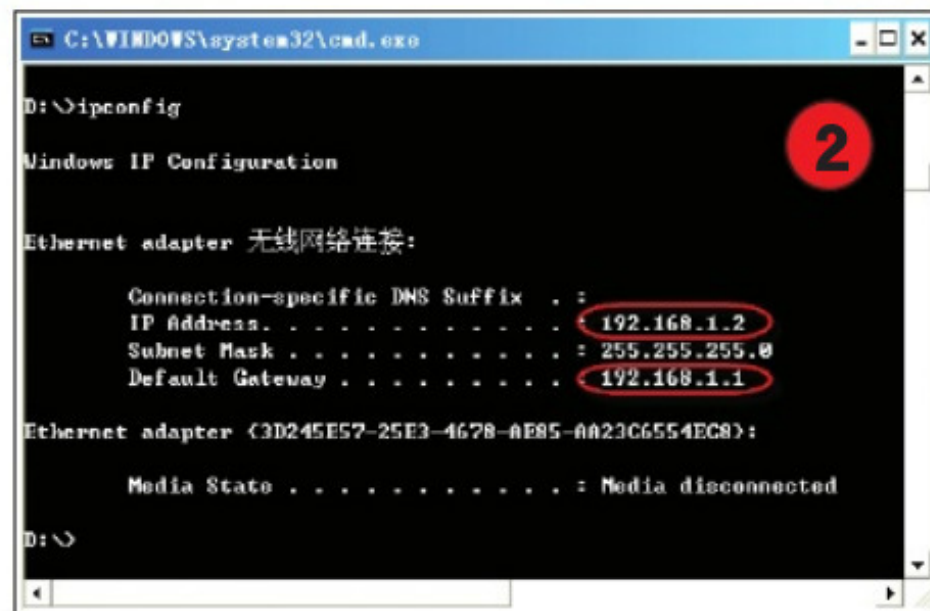 C:\WINDOWS\system32\cmd.exe
D:\>ipconfig
2
Windows IP Configuration
Ethernet adapter 无线网络连接:
Connection-specific DNS Suffix . :
IP Address. . . . . . . . . . . . : 192.168.1.2
Subnet Mask . . . . . . . . . . . : 255.255.255.0
Default Gateway . . . . . . . . . : 192.168.1.1
Ethernet adapter {3D245E57-25E3-4678-AE85-AA23C6554EC8}:
Media State . . . . . . . . . . . : Media disconnected
D:\>